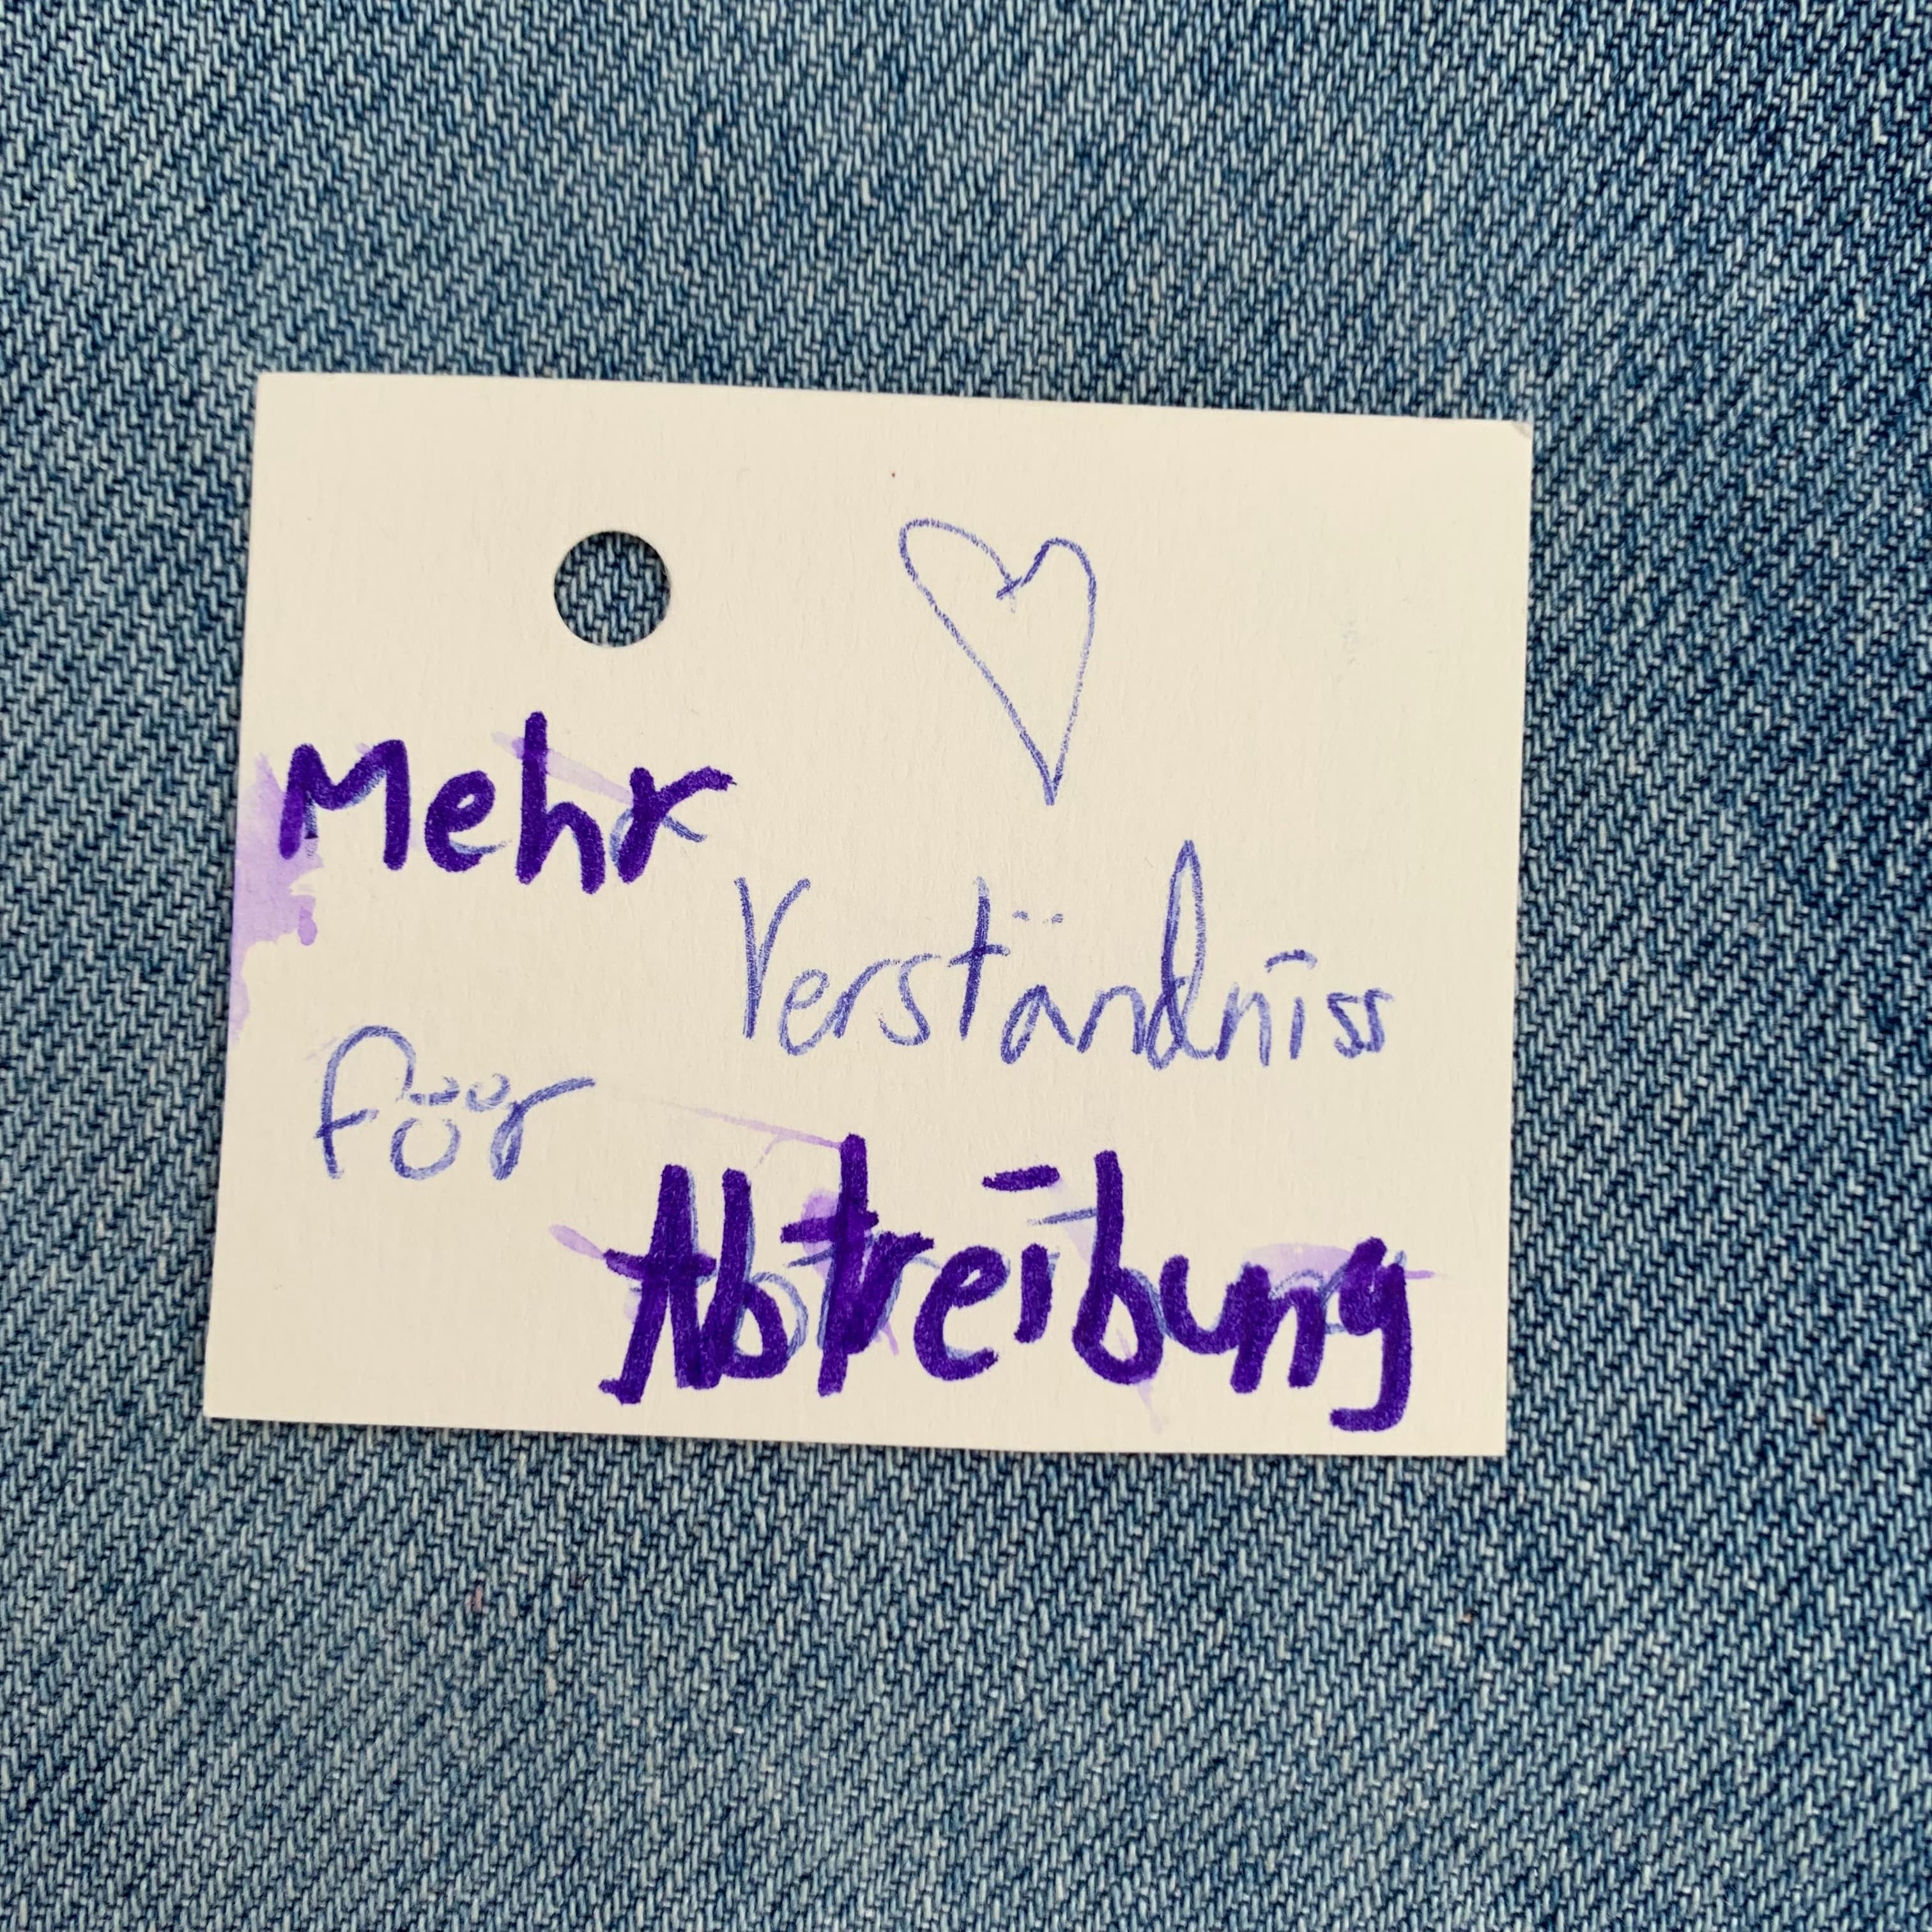 Mehr
Verständniss
für
Abtreibung